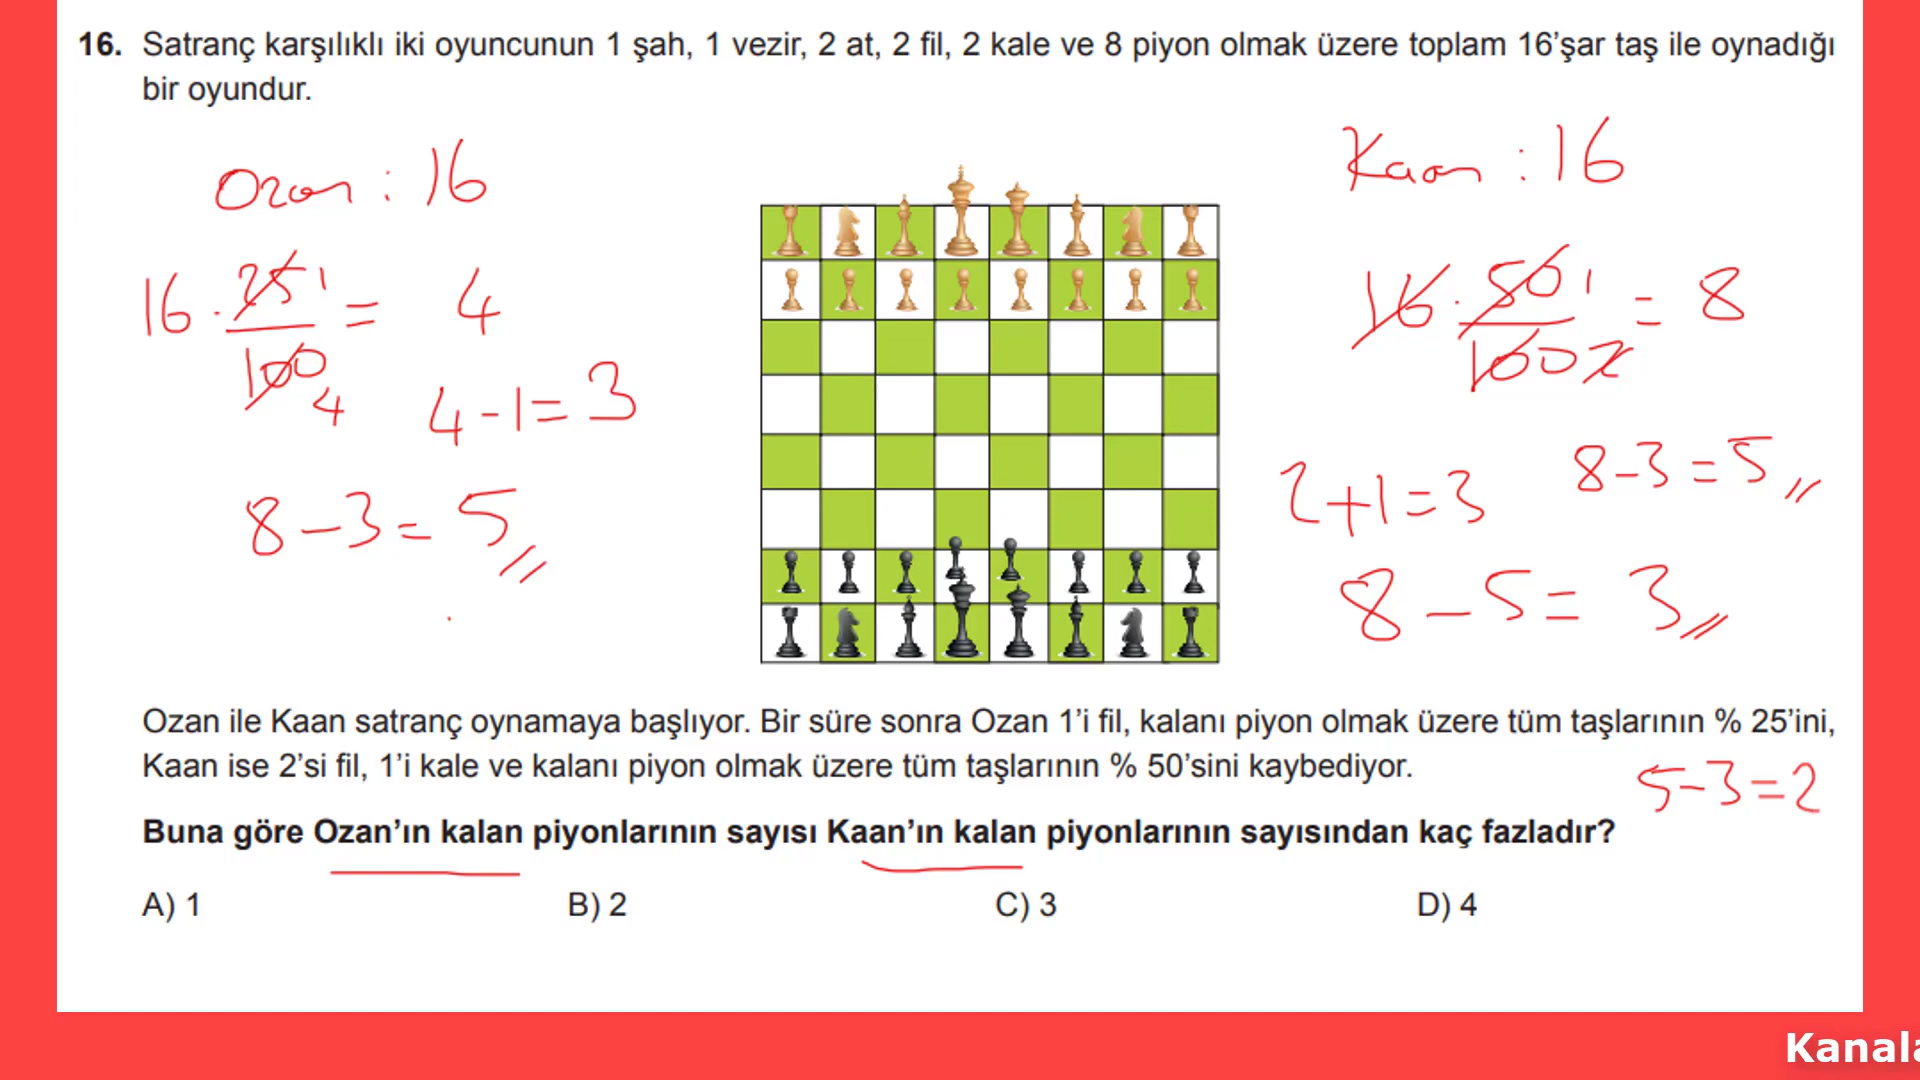 16. Satranç karşılıklı iki oyuncunun 1 şah, 1 vezir, 2 at, 2 fil, 2 kale ve 8 piyon olmak üzere toplam 16'şar taş ile oynadığı
bir oyundur.
Ozan : 16
16 · 25/100 = 4
1
4
4 - 1 = 3
8 - 3 = 5
Kaan : 16
16 · 50/100 = 8
1
2
2 + 1 = 3
8 - 3 = 5
8 - 5 = 3
Ozan ile Kaan satranç oynamaya başlıyor. Bir süre sonra Ozan 1'i fil, kalanı piyon olmak üzere tüm taşlarının % 25'ini,
Kaan ise 2'si fil, 1'i kale ve kalanı piyon olmak üzere tüm taşlarının % 50'sini kaybediyor.
5 - 3 = 2
Buna göre Ozan'ın kalan piyonlarının sayısı Kaan'ın kalan piyonlarının sayısından kaç fazladır?
A) 1 B) 2 C) 3 D) 4
Kanala